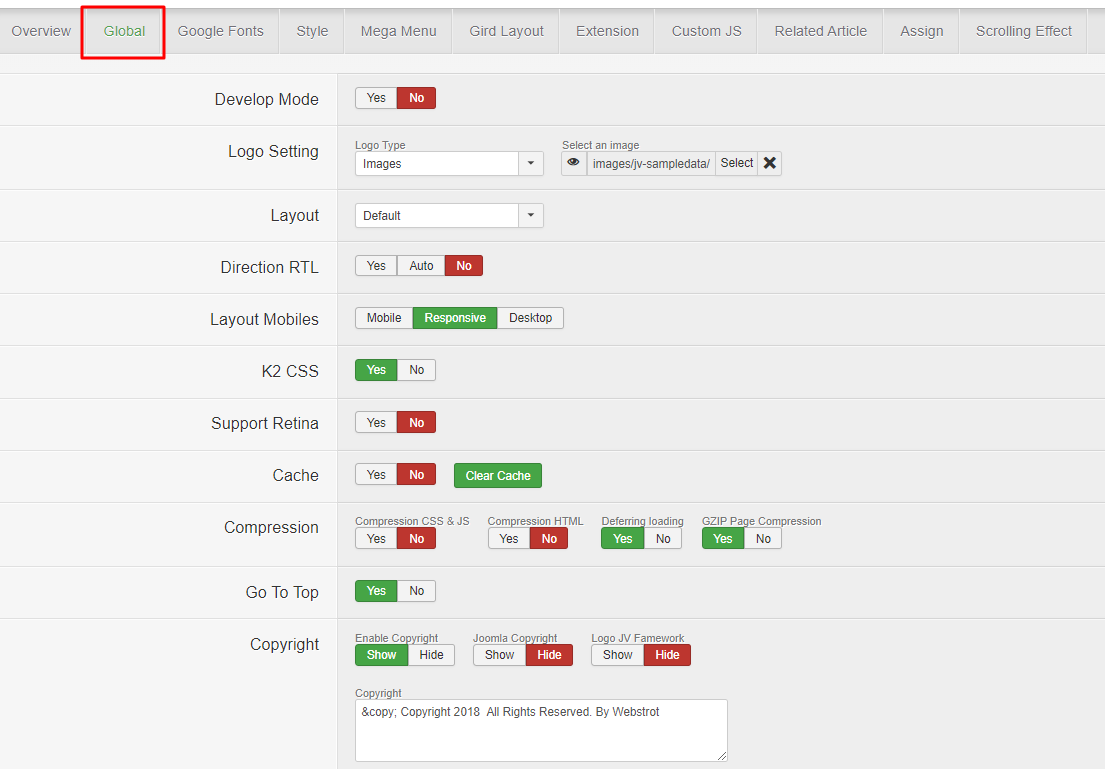 Overview Global Google Fonts Style Mega Menu Gird Layout Extension Custom JS Related Article Assign Scrolling Effect
Develop Mode Yes No
Logo Setting Logo Type Select an image
Images images/jv-sampledata/ Select
Layout Default
Direction RTL Yes Auto No
Layout Mobiles Mobile Responsive Desktop
K2 CSS Yes No
Support Retina Yes No
Cache Yes No Clear Cache
Compression Compression CSS & JS Compression HTML Deferring loading GZIP Page Compression
Yes No Yes No Yes No Yes No
Go To Top Yes No
Copyright Enable Copyright Joomla Copyright Logo JV Famework
Show Hide Show Hide Show Hide
Copyright
&copy; Copyright 2018  All Rights Reserved. By Webstrot